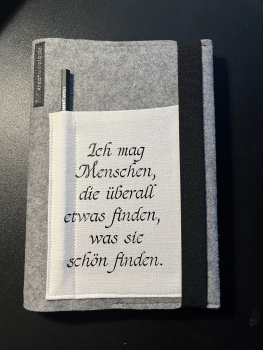 Ich mag
Menschen,
die überall
etwas finden,
was sie
schön finden.